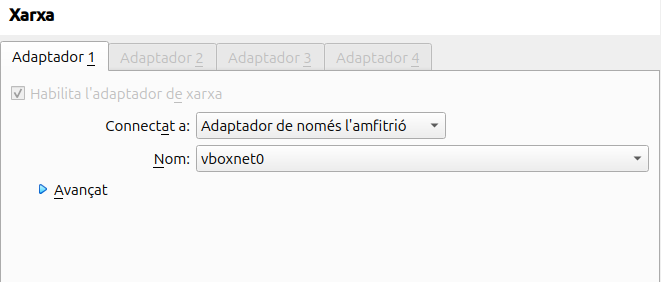 Xarxa
Adaptador 1 Adaptador 2 Adaptador 3 Adaptador 4
Habilita l'adaptador de xarxa
Connectat a: Adaptador de només l'amfitrió
Nom: vboxnet0
Avançat